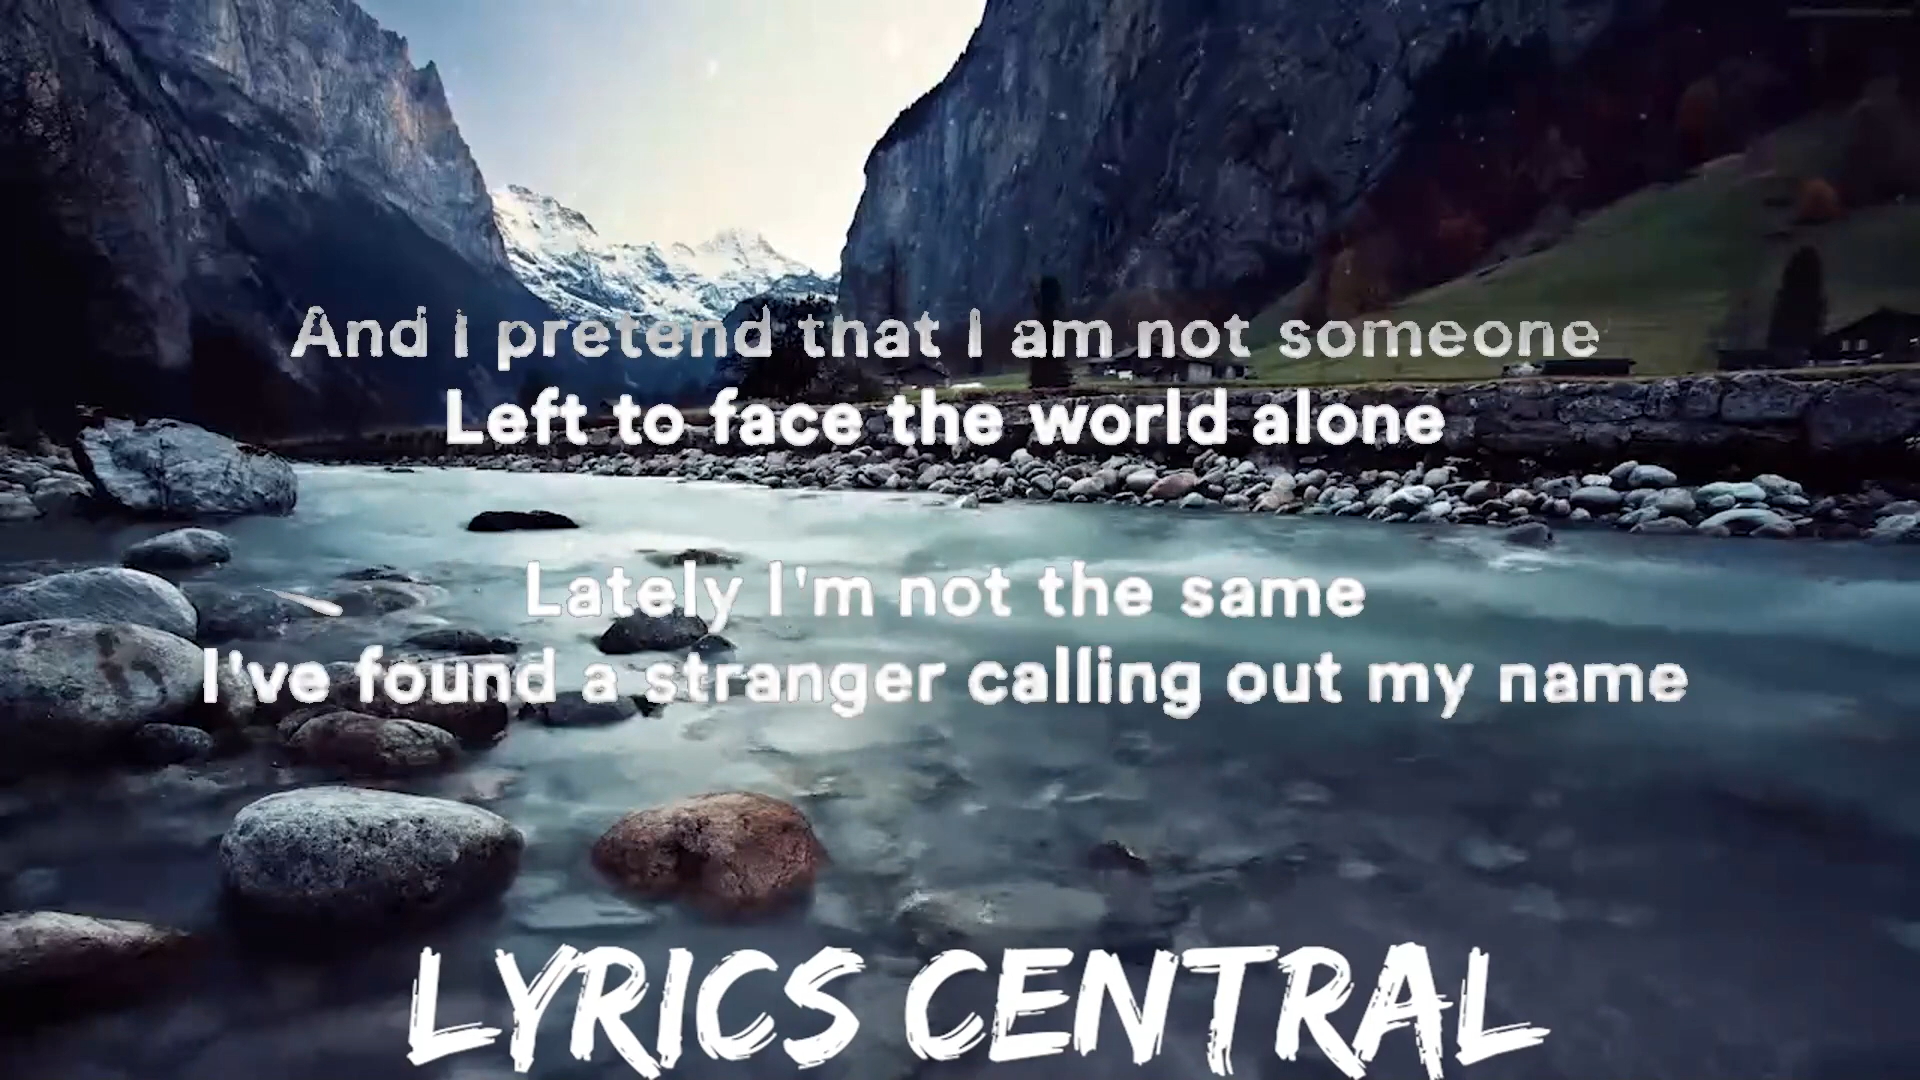 And I pretend that I am not someone
Left to face the world alone
Lately I'm not the same
I've found a stranger calling out my name
LYRICS CENTRAL